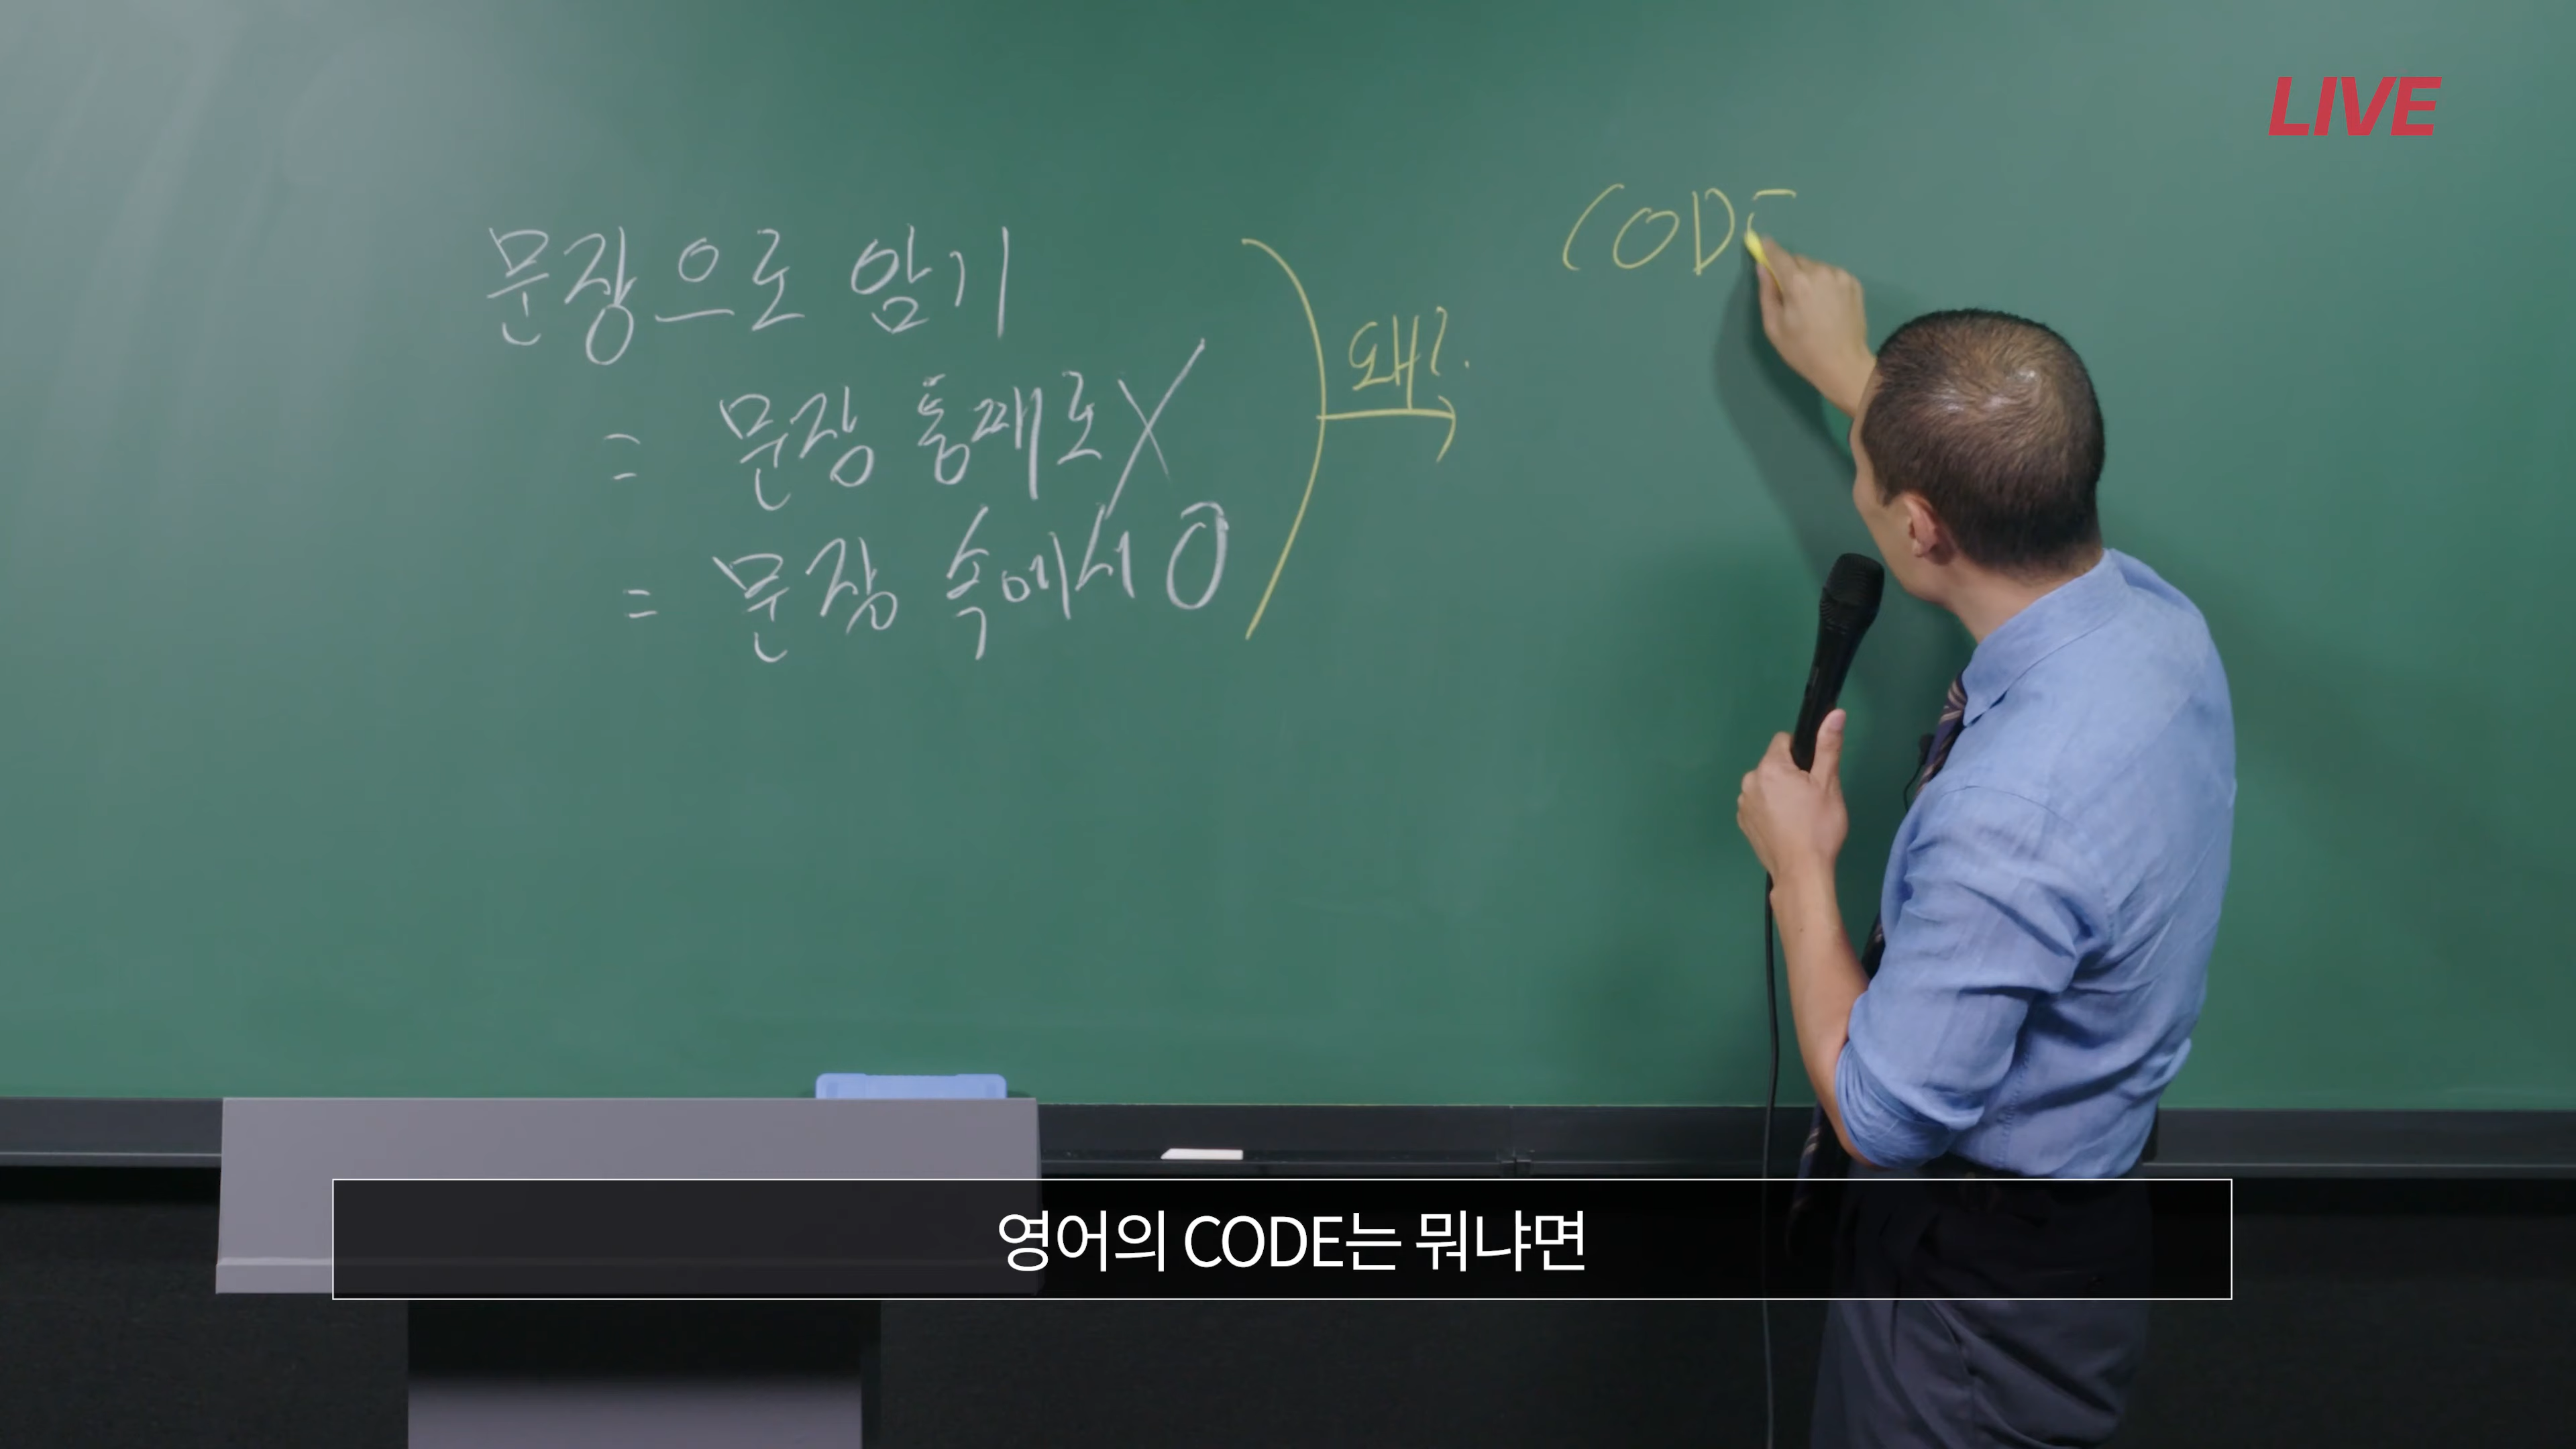 LIVE
문장으로 암기
= 문장 통째로 X
= 문장 속에서 O
왜?
CODE
영어의 CODE는 뭐냐면